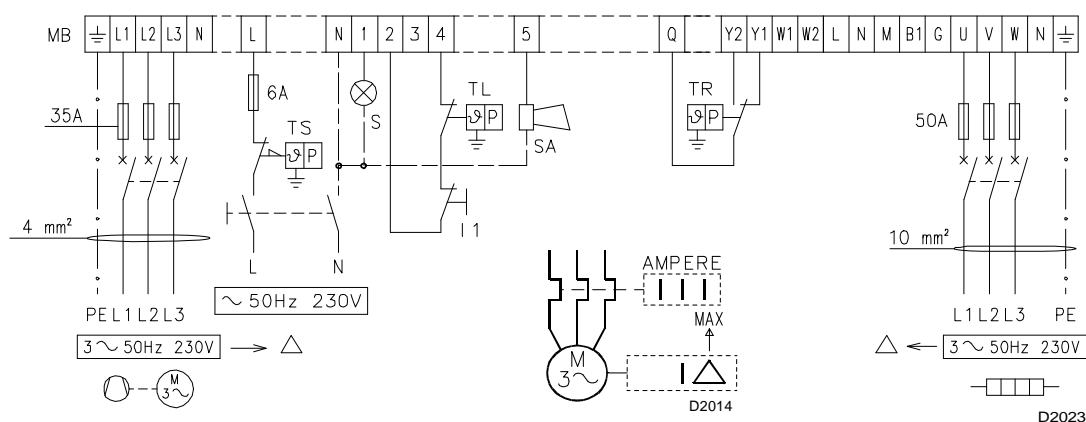 MB L1 L2 L3 N L N 1 2 3 4 5 Q Y2 Y1 W1 W2 L N M B1 G U V W N
6A TL TR
35A S P P 50A
TS SA
P
4 mm² I1 10 mm²
L N AMPERE
~ 50Hz 230V
PE L1 L2 L3 MAX L1 L2 L3 PE
3~ 50Hz 230V → △ M △ ← 3~ 50Hz 230V
M 3~ I △
3~ D2014
D2023